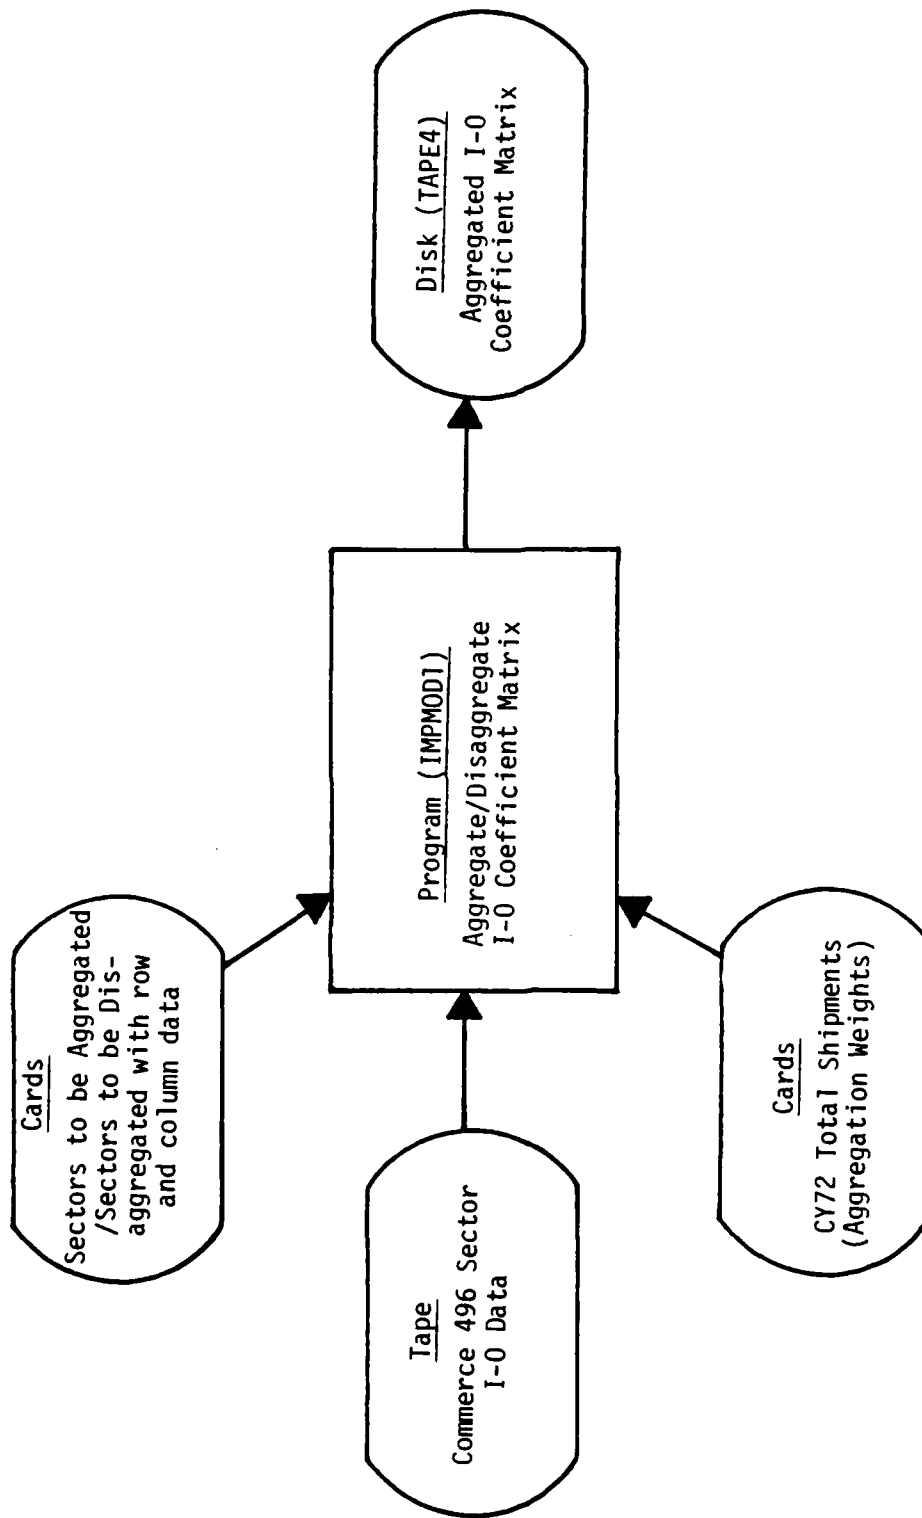 Cards
Sectors to be Aggregated
/Sectors to be Dis-
aggregated with row
and column data
Tape
Commerce 496 Sector
I-O Data
Program (IMPMOD1)
Aggregate/Disaggregate
I-O Coefficient Matrix
Disk (TAPE4)
Aggregated I-O
Coefficient Matrix
Cards
CY72 Total Shipments
(Aggregation Weights)